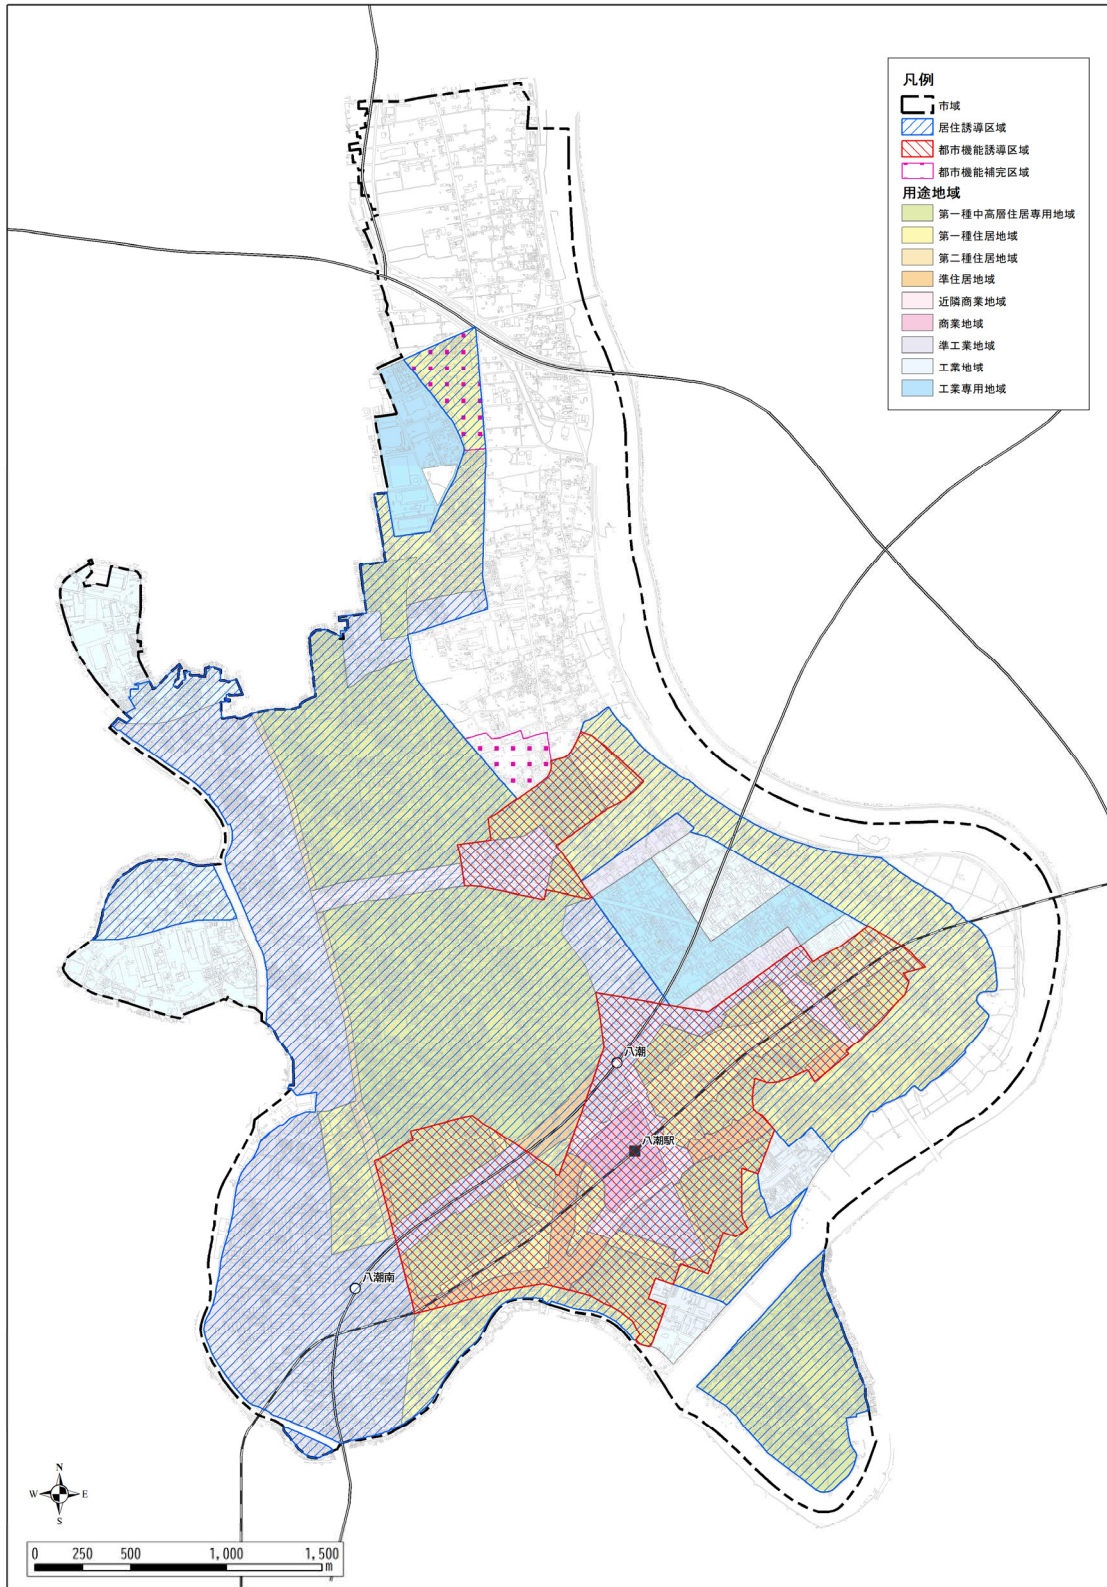 凡例
市域
居住誘導区域
都市機能誘導区域
都市機能補完区域
用途地域
第一種中高層住居専用地域
第一種住居地域
第二種住居地域
準住居地域
近隣商業地域
商業地域
準工業地域
工業地域
工業専用地域
八潮
八潮駅
八潮南
N
W E
S
0 250 500 1,000 1,500
m